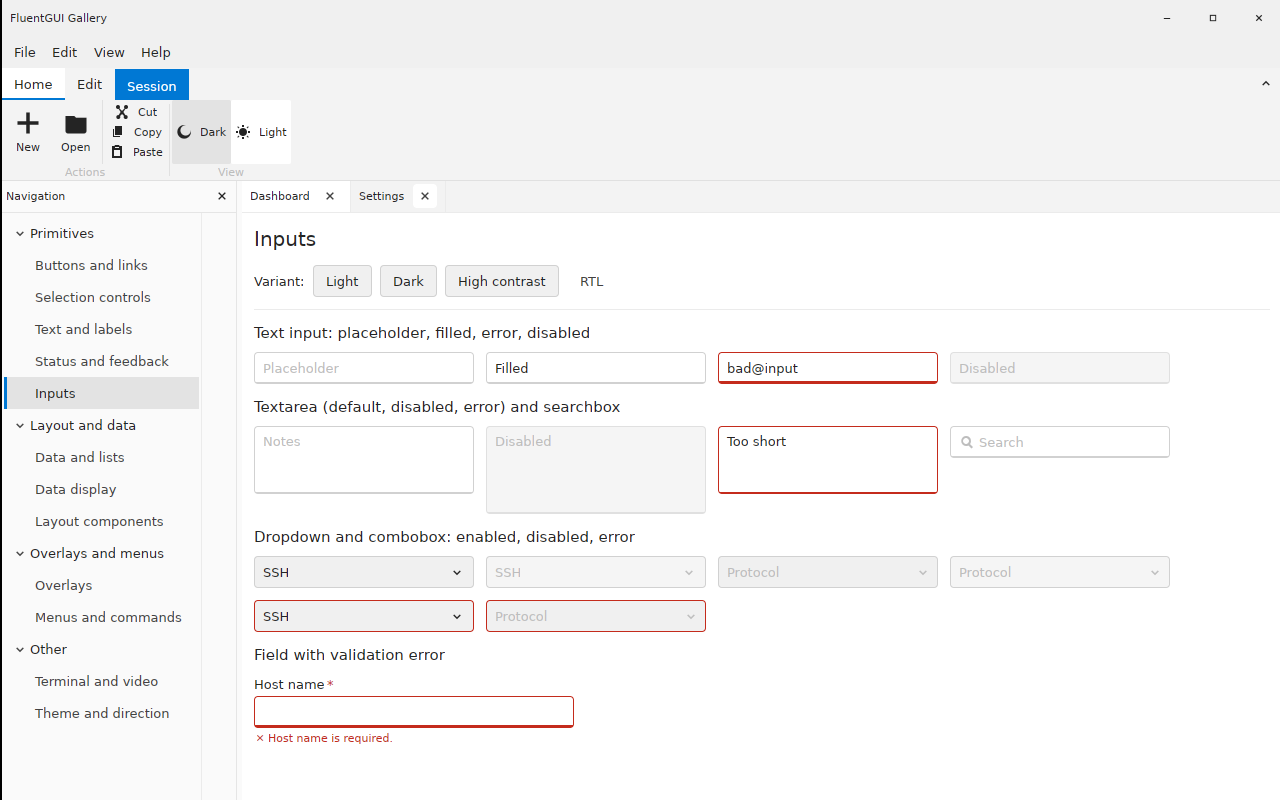 FluentGUI Gallery
File Edit View Help
Home Edit Session
New Open Cut Copy Paste Dark Light
Actions View
Navigation
Dashboard Settings
Primitives
Buttons and links
Selection controls
Text and labels
Status and feedback
Inputs
Layout and data
Data and lists
Data display
Layout components
Overlays and menus
Overlays
Menus and commands
Other
Terminal and video
Theme and direction
Inputs
Variant: Light Dark High contrast RTL
Text input: placeholder, filled, error, disabled
Placeholder Filled bad@input Disabled
Textarea (default, disabled, error) and searchbox
Notes Disabled Too short Search
Dropdown and combobox: enabled, disabled, error
SSH SSH Protocol Protocol
SSH Protocol
Field with validation error
Host name *
Host name is required.